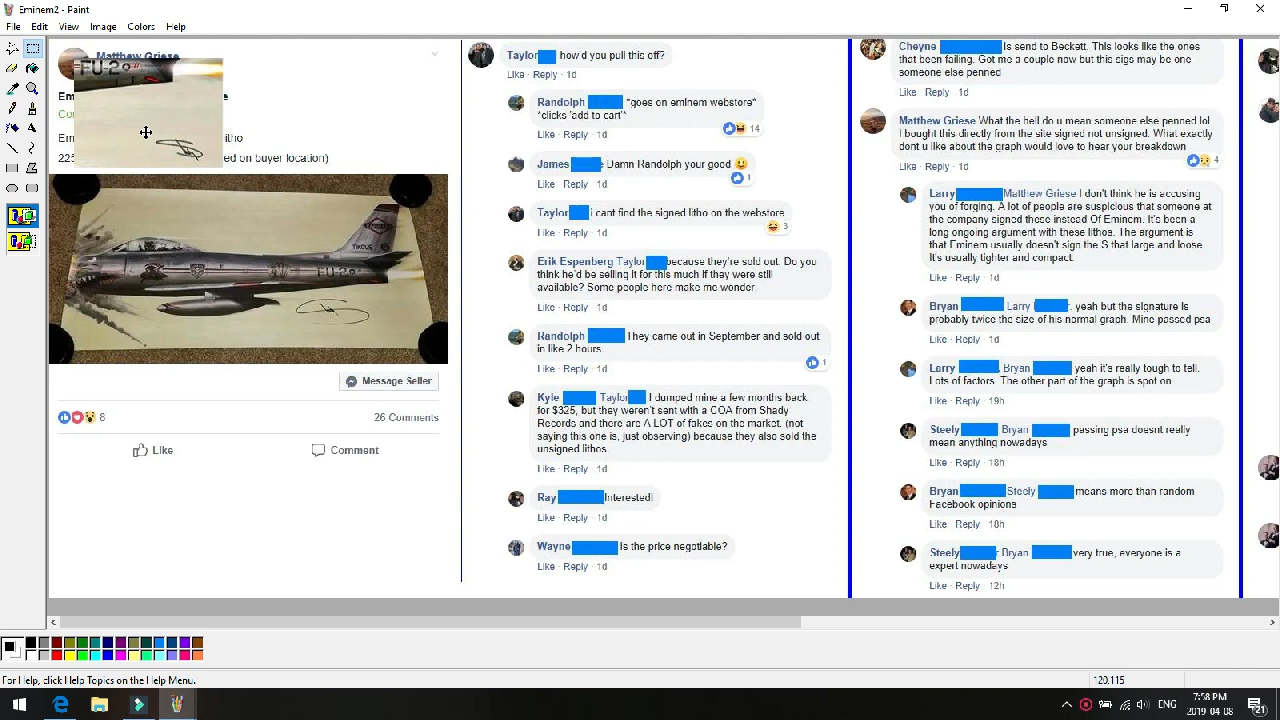 Eminem2 - Paint
File Edit View Image Colors Help
Matthew Griese
FU-2
Em
e
Co
Em
itho
225
ed on buyer location)
FU-2
Message Seller
8
26 Comments
Like
Comment
Taylor how d you pull this off?
Like · Reply · 1d
Randolph *goes on eminem webstore*
*clicks 'add to cart'*
Like · Reply · 1d
14
James Damn Randolph your good
Like · Reply · 1d
1
Taylor i cant find the signed litho on the webstore
Like · Reply · 1d
3
Erik Espenberg Taylor because they're sold out. Do you
think he'd be selling it for this much if they were still
available? Some people here make me wonder.
Like · Reply · 1d
Randolph They came out in September and sold out
in like 2 hours
Like · Reply · 1d
1
Kyle Taylor I dumped mine a few months back
for $325, but they weren't sent with a COA from Shady
Records and there are A LOT of fakes on the market. (not
saying this one is, just observing) because they also sold the
unsigned lithos.
Like · Reply · 1d
Ray Interested!
Like · Reply · 1d
Wayne is the price negotiable?
Like · Reply · 1d
Cheyne is send to Beckett. This looks like the ones
that been failing. Got me a couple now but this sigs may be one
someone else penned
Like · Reply · 1d
Matthew Griese What the hell do u mean someone else penned lol
I bought this directly from the site signed not unsigned. What exactly
dont u like about the graph would love to hear your breakdown
Like · Reply · 1d
4
Larry Matthew Griese I don't think he is accusing
you of forging. A lot of people are suspicious that someone at
the company signed these instead Of Eminem. It's been a
long ongoing argument with these lithos. The argument is
that Eminem usually doesn't sign the S that large and loose
It's usually tighter and compact.
Like · Reply · 1d
Bryan Larry , yeah but the signature is
probably twice the size of his normal graph. Mine passed psa
Like · Reply · 1d
Larry Bryan yeah it's really tough to tell.
Lots of factors. The other part of the graph is spot on
Like · Reply · 19h
Steely Bryan passing psa doesnt really
mean anything nowadays
Like · Reply · 18h
Bryan Steely means more than random
Facebook opinions
Like · Reply · 18h
Steely Bryan very true, everyone is a
expert nowadays
Like · Reply · 12h
For Help, click Help Topics on the Help Menu.
120,115
ENG
7:58 PM
2019-04-08
21